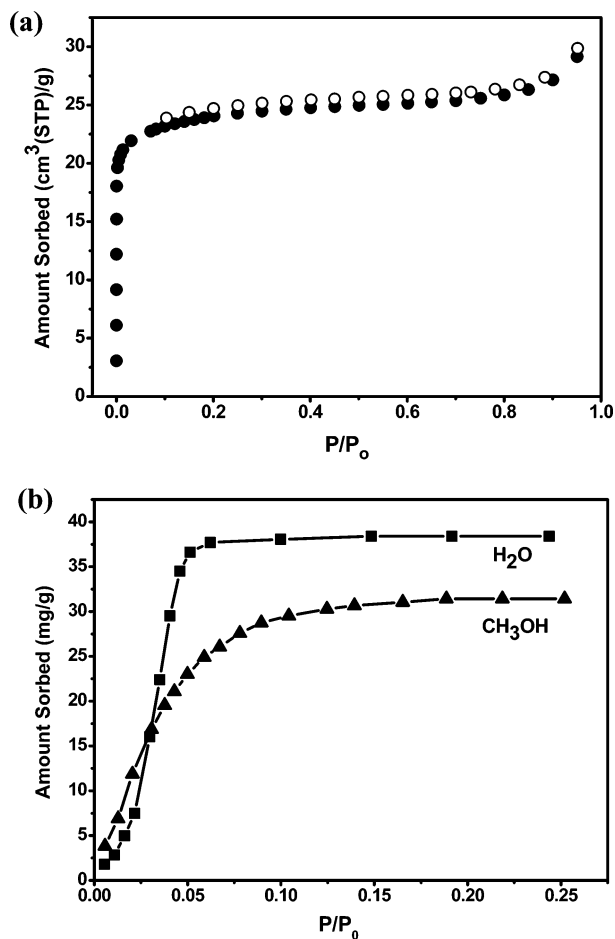 (a)
Amount Sorbed (cm³(STP)/g)
30
25
20
15
10
5
0
0.0 0.2 0.4 0.6 0.8 1.0
P/Po
(b)
Amount Sorbed (mg/g)
40
35
30
25
20
15
10
5
0
H₂O
CH₃OH
0.00 0.05 0.10 0.15 0.20 0.25
P/P₀